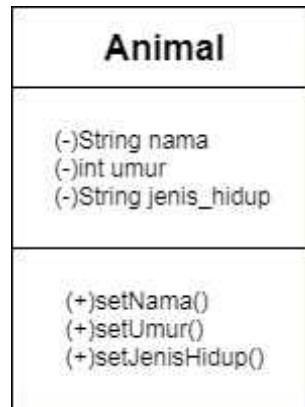 Animal
(-)String nama
(-)int umur
(-)String jenis_hidup
(+)setNama()
(+)setUmur()
(+)setJenisHidup()